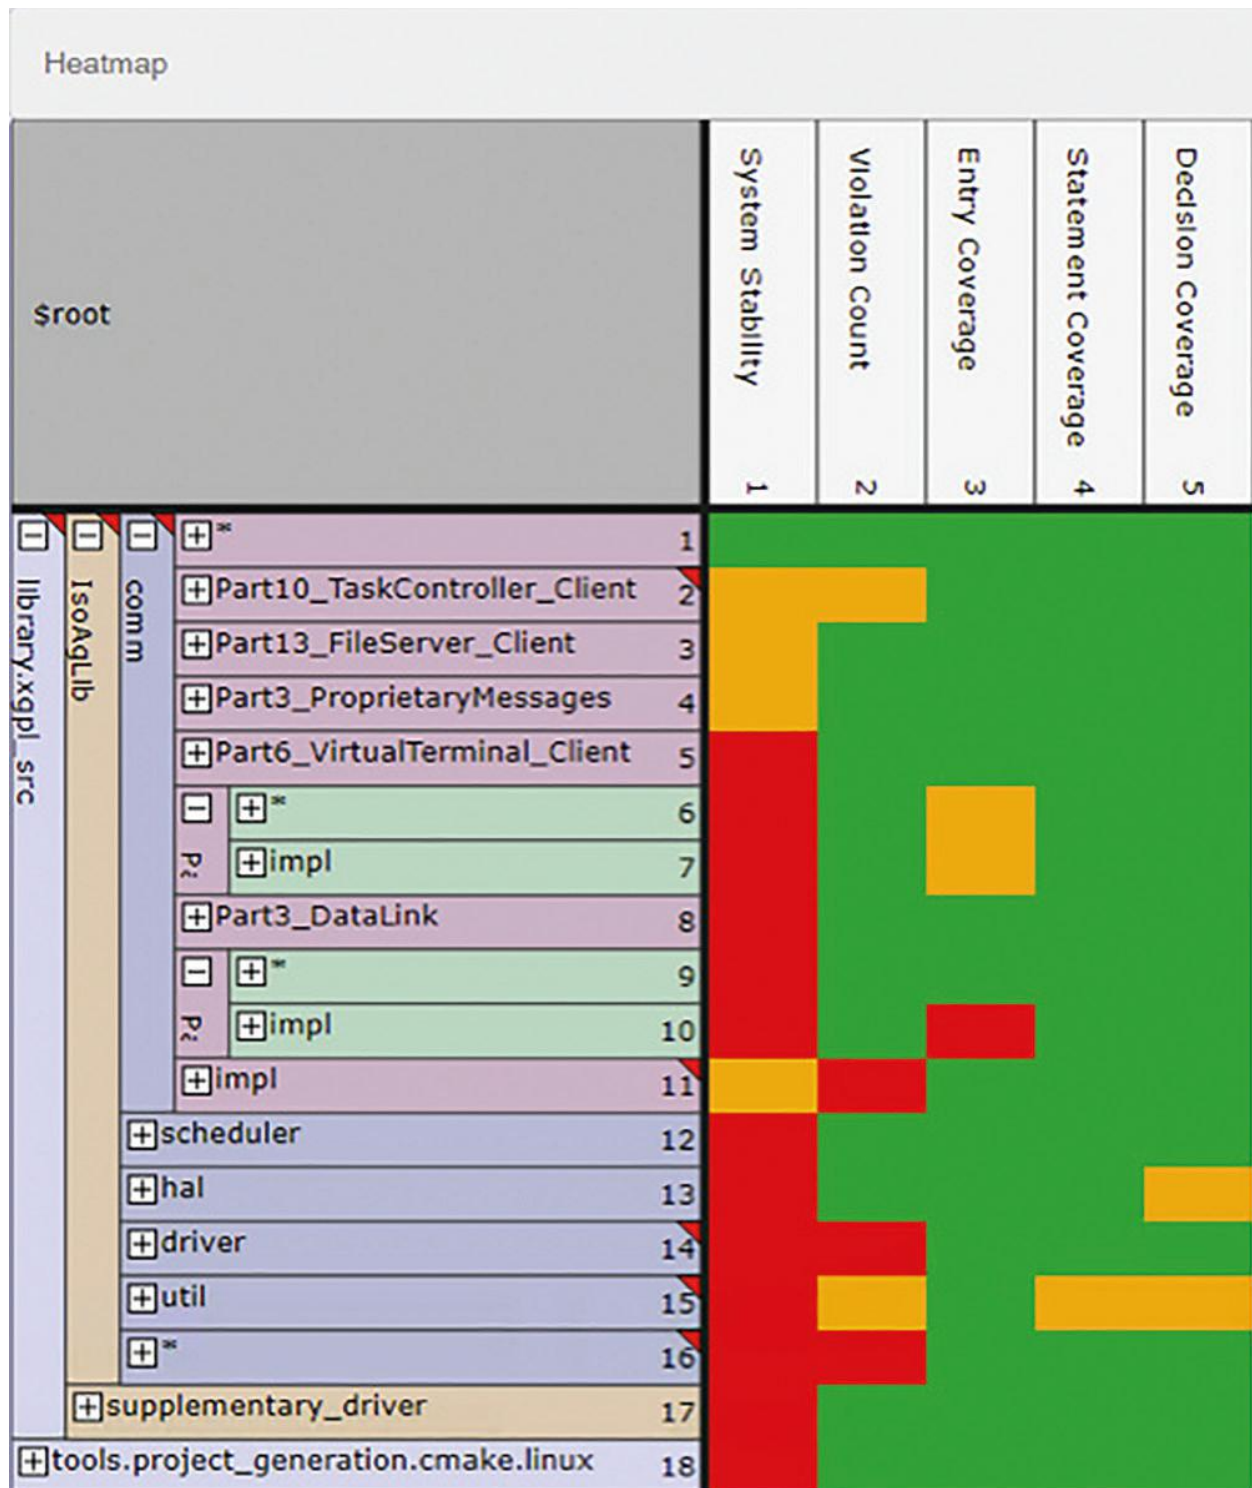 Heatmap
$root
System Stability 1
Violation Count 2
Entry Coverage 3
Statement Coverage 4
Decision Coverage 5
library.xgpl_src
IsoAgLib
comm
* 1
Part10_TaskController_Client 2
Part13_FileServer_Client 3
Part3_ProprietaryMessages 4
Part6_VirtualTerminal_Client 5
* 6
impl 7
Part3_DataLink 8
* 9
impl 10
impl 11
scheduler 12
hal 13
driver 14
util 15
* 16
supplementary_driver 17
tools.project_generation.cmake.linux 18